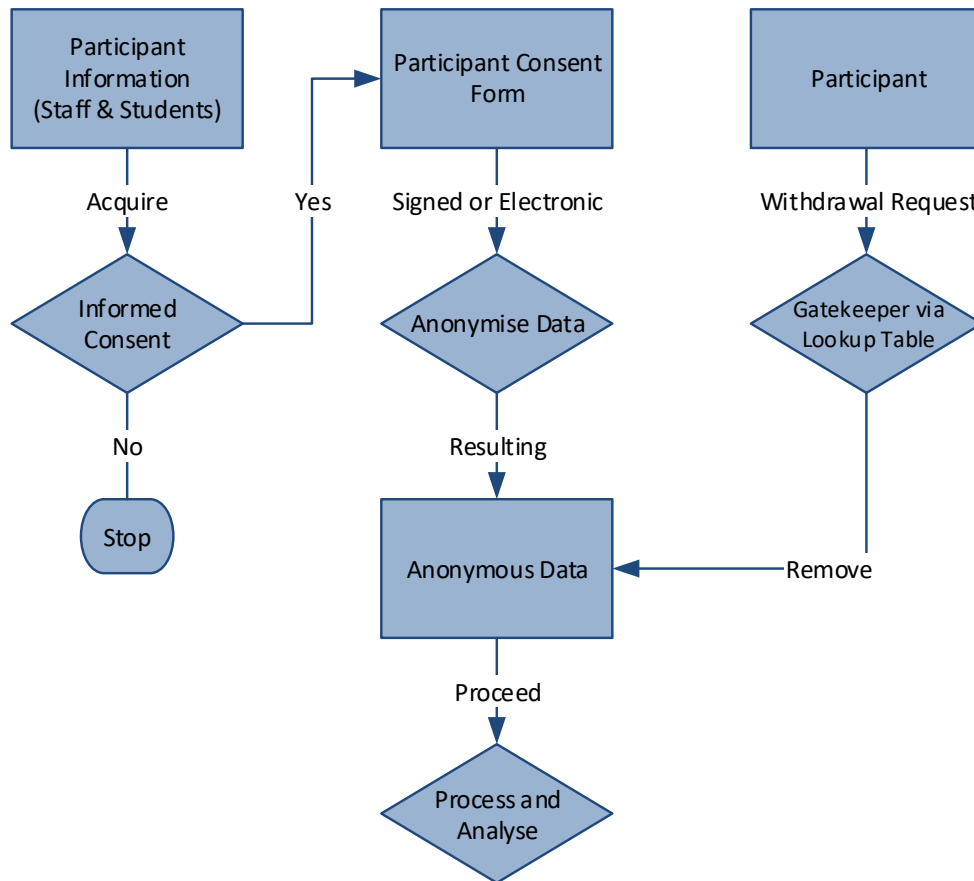 Participant
Information
(Staff & Students)
Participant Consent
Form
Participant
Acquire
Yes
Signed or Electronic
Withdrawal Request
Informed
Consent
Anonymise Data
Gatekeeper via
Lookup Table
No
Resulting
Stop
Anonymous Data
Remove
Proceed
Process and
Analyse